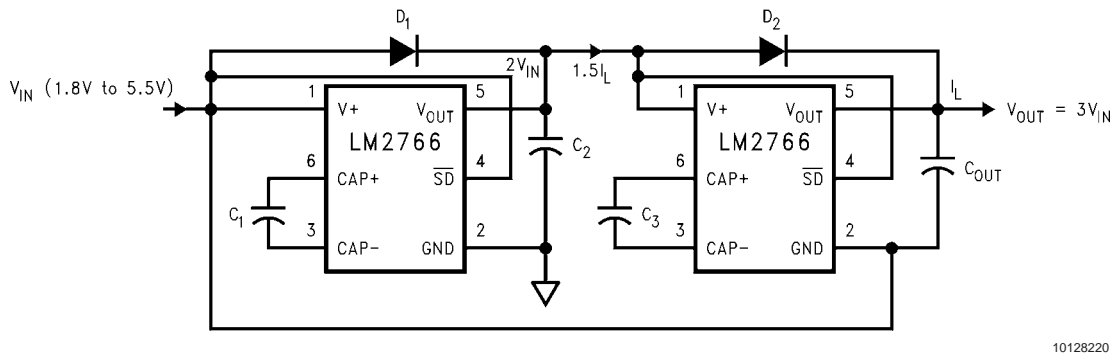 D1
D2
2VIN
1.5IL
VIN (1.8V to 5.5V)
1
V+
VOUT
5
LM2766
6
CAP+
SD
4
C1
3
CAP-
GND
2
C2
1
V+
VOUT
5
LM2766
6
CAP+
SD
4
C3
3
CAP-
GND
2
IL
VOUT = 3VIN
COUT
10128220